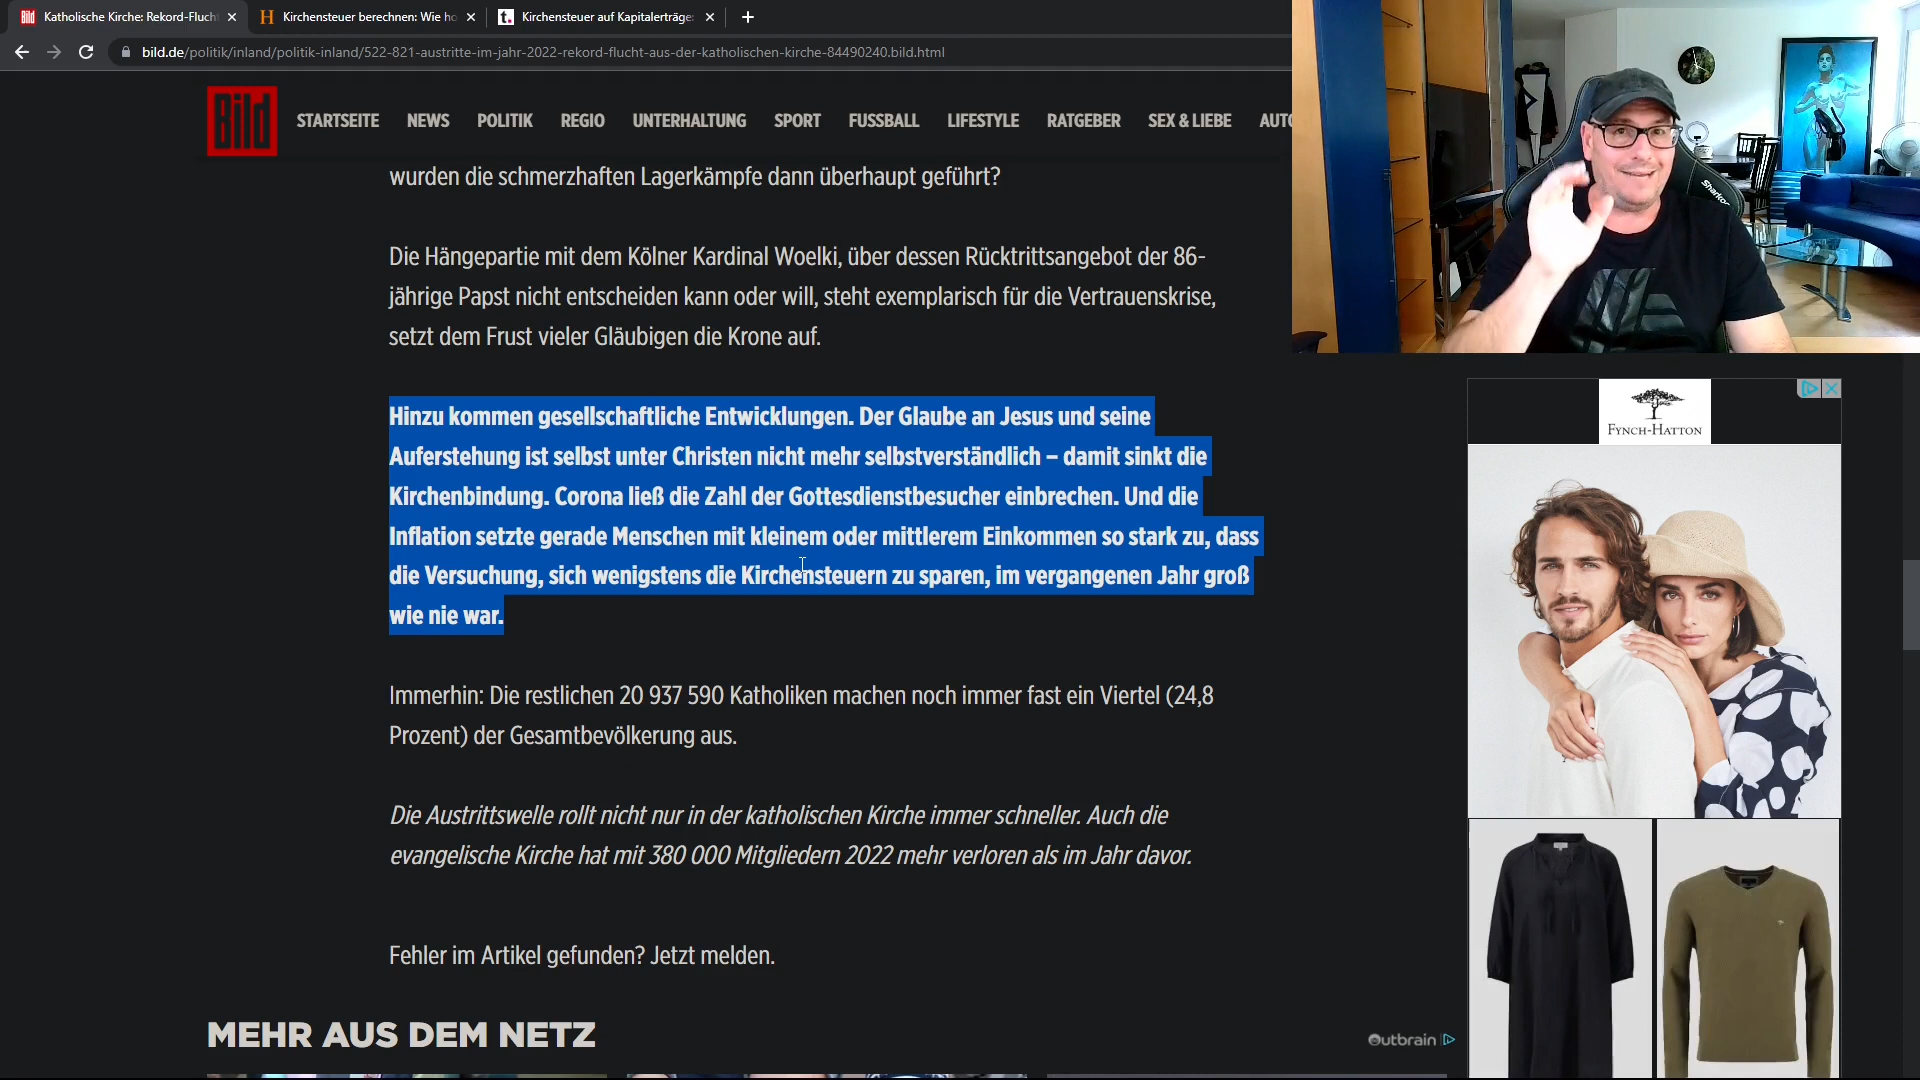 Katholische Kirche: Rekord-Fluch
Kirchensteuer berechnen: Wie ho
t.
Kirchensteuer auf Kapitalerträge:
bild.de/politik/inland/politik-inland/522-821-austritte-im-jahr-2022-rekord-flucht-aus-der-katholischen-kirche-84490240.bild.html
Bild
STARTSEITE NEWS POLITIK REGIO UNTERHALTUNG SPORT FUSSBALL LIFESTYLE RATGEBER SEX & LIEBE AUTO
wurden die schmerzhaften Lagerkämpfe dann überhaupt geführt?
Die Hängepartie mit dem Kölner Kardinal Woelki, über dessen Rücktrittsangebot der 86-
jährige Papst nicht entscheiden kann oder will, steht exemplarisch für die Vertrauenskrise,
setzt dem Frust vieler Gläubigen die Krone auf.
Hinzu kommen gesellschaftliche Entwicklungen. Der Glaube an Jesus und seine
Auferstehung ist selbst unter Christen nicht mehr selbstverständlich – damit sinkt die
Kirchenbindung. Corona ließ die Zahl der Gottesdienstbesucher einbrechen. Und die
Inflation setzte gerade Menschen mit kleinem oder mittlerem Einkommen so stark zu, dass
die Versuchung, sich wenigstens die Kirchensteuern zu sparen, im vergangenen Jahr groß
wie nie war.
Immerhin: Die restlichen 20 937 590 Katholiken machen noch immer fast ein Viertel (24,8
Prozent) der Gesamtbevölkerung aus.
Die Austrittswelle rollt nicht nur in der katholischen Kirche immer schneller. Auch die
evangelische Kirche hat mit 380 000 Mitgliedern 2022 mehr verloren als im Jahr davor.
Fehler im Artikel gefunden? Jetzt melden.
MEHR AUS DEM NETZ
Outbrain
FYNCH-HATTON